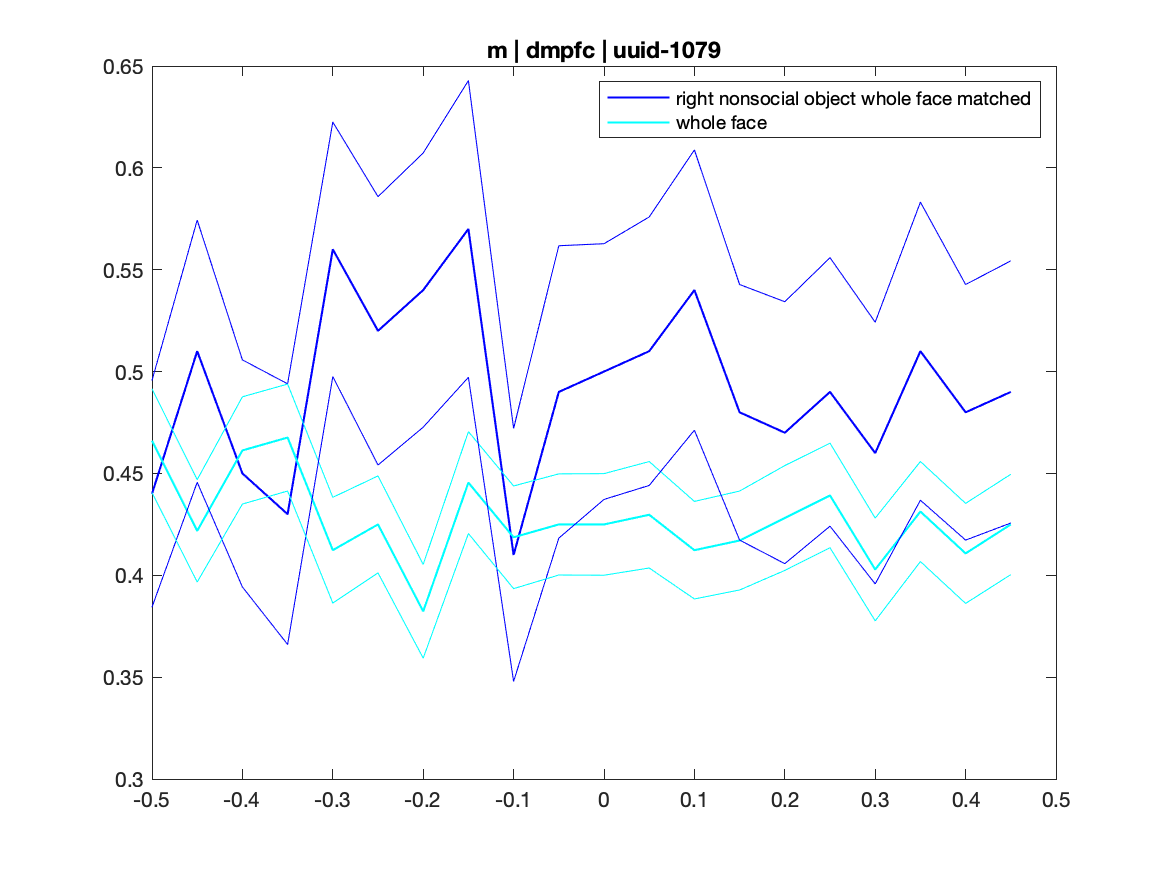 m | dmpfc | uuid-1079
right nonsocial object whole face matched
whole face
0.65
0.6
0.55
0.5
0.45
0.4
0.35
0.3
-0.5 -0.4 -0.3 -0.2 -0.1 0 0.1 0.2 0.3 0.4 0.5